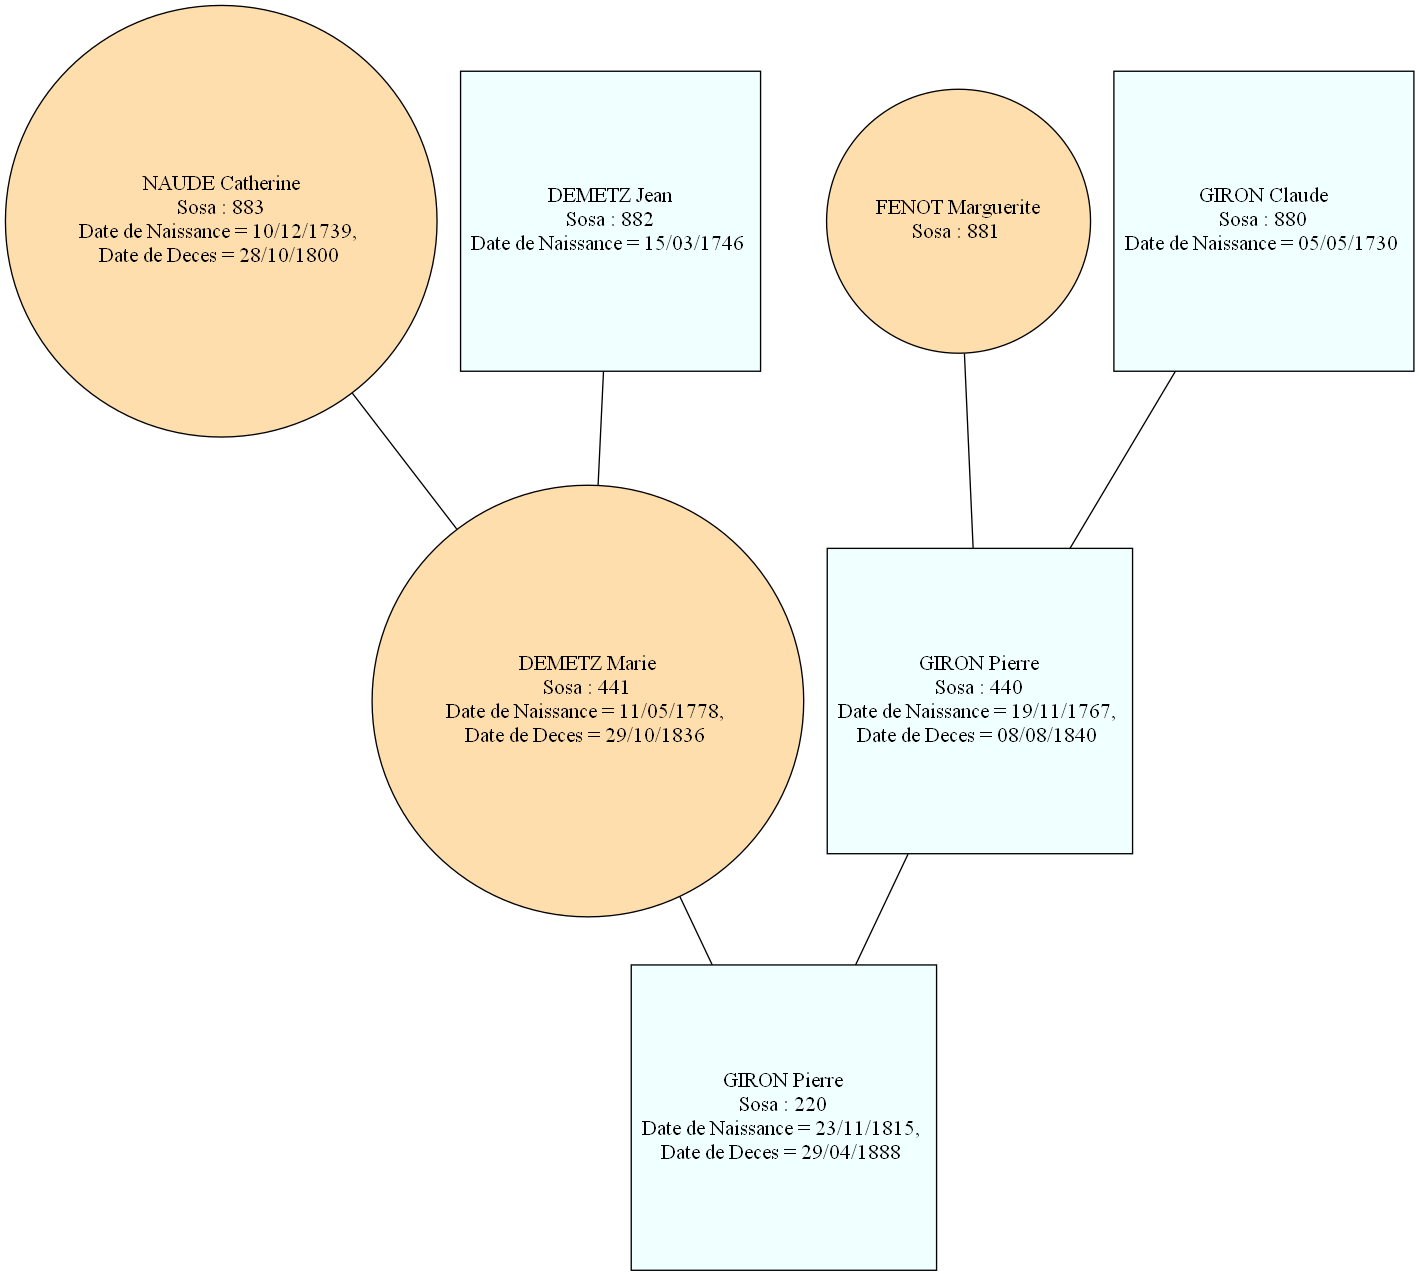 NAUDE Catherine
Sosa : 883
Date de Naissance = 10/12/1739,
Date de Deces = 28/10/1800
DEMETZ Jean
Sosa : 882
Date de Naissance = 15/03/1746
FENOT Marguerite
Sosa : 881
GIRON Claude
Sosa : 880
Date de Naissance = 05/05/1730
DEMETZ Marie
Sosa : 441
Date de Naissance = 11/05/1778,
Date de Deces = 29/10/1836
GIRON Pierre
Sosa : 440
Date de Naissance = 19/11/1767,
Date de Deces = 08/08/1840
GIRON Pierre
Sosa : 220
Date de Naissance = 23/11/1815,
Date de Deces = 29/04/1888